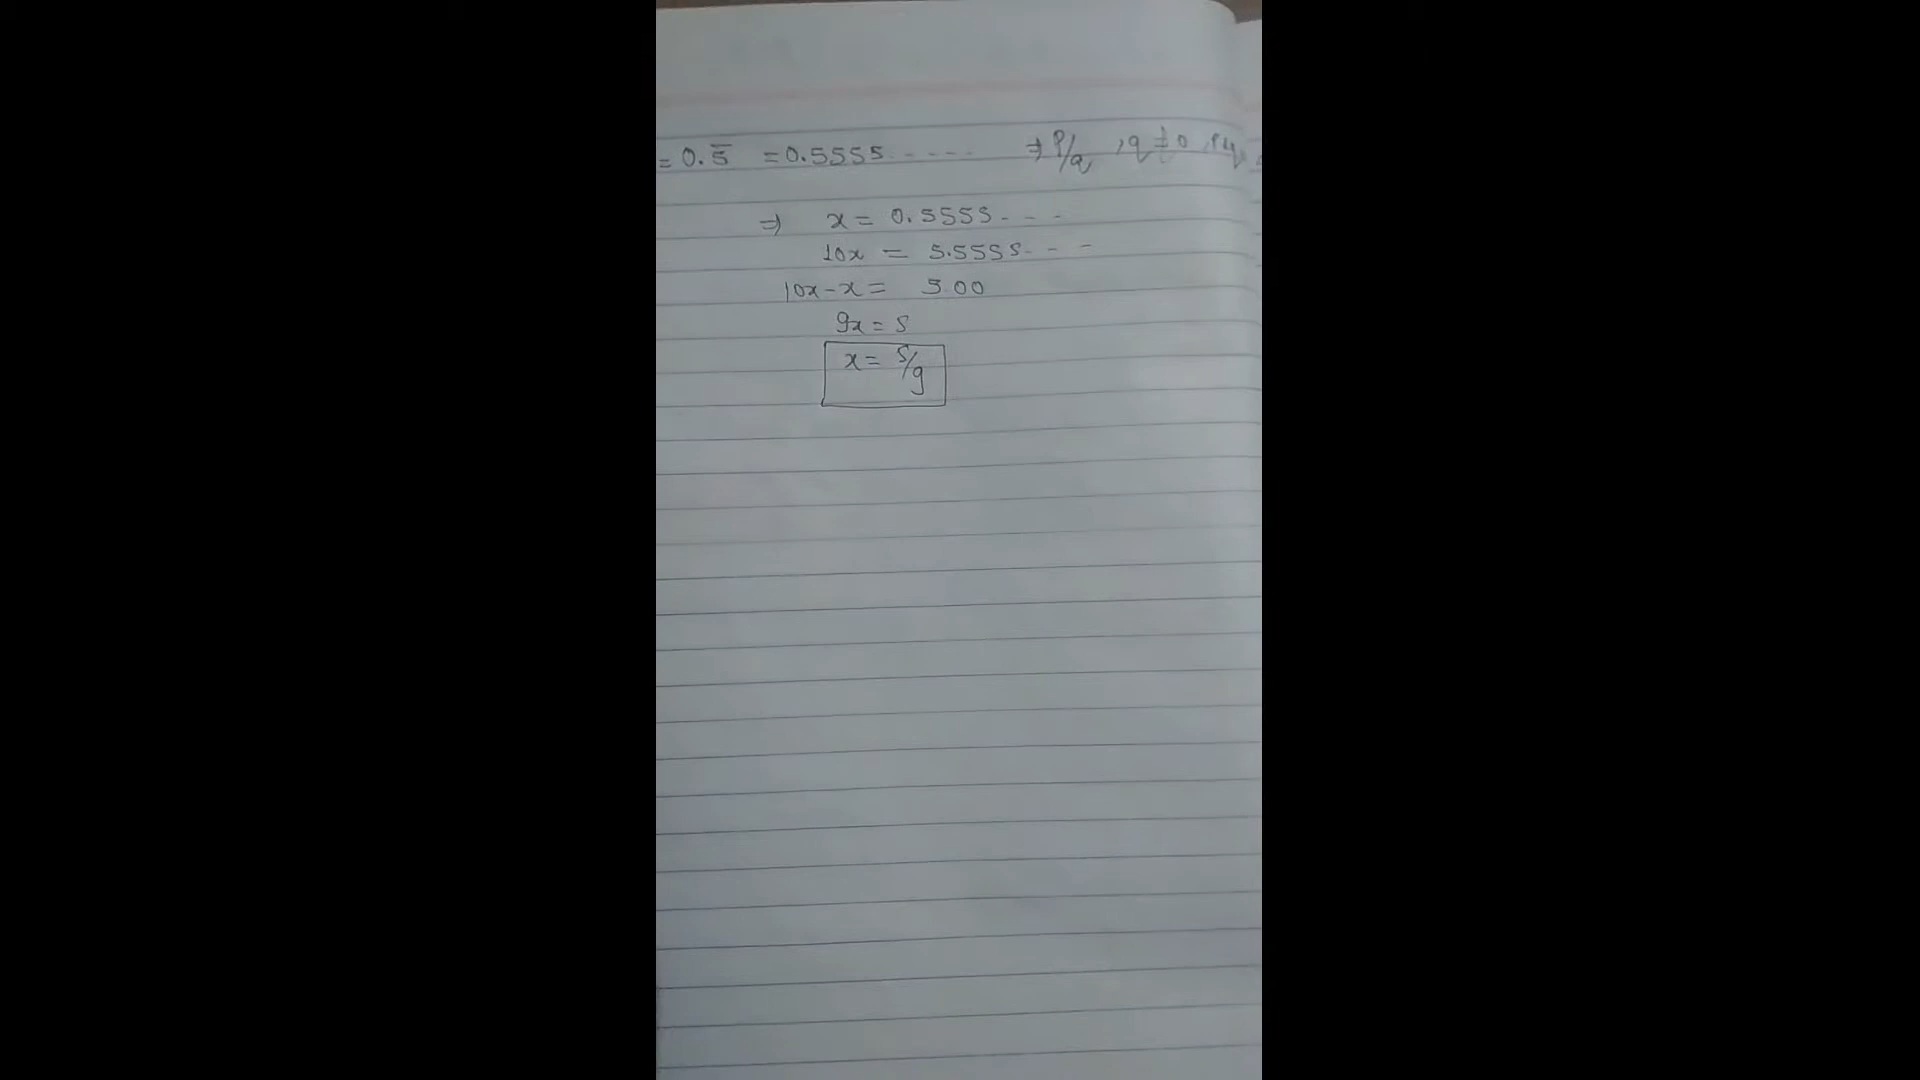 = 0.5̅ = 0.5555..... ⇒ P/q , q ≠ 0 , P, q
⇒ x = 0.5555...
10x = 5.5555...
10x - x = 5.00
9x = 5
x = 5/9